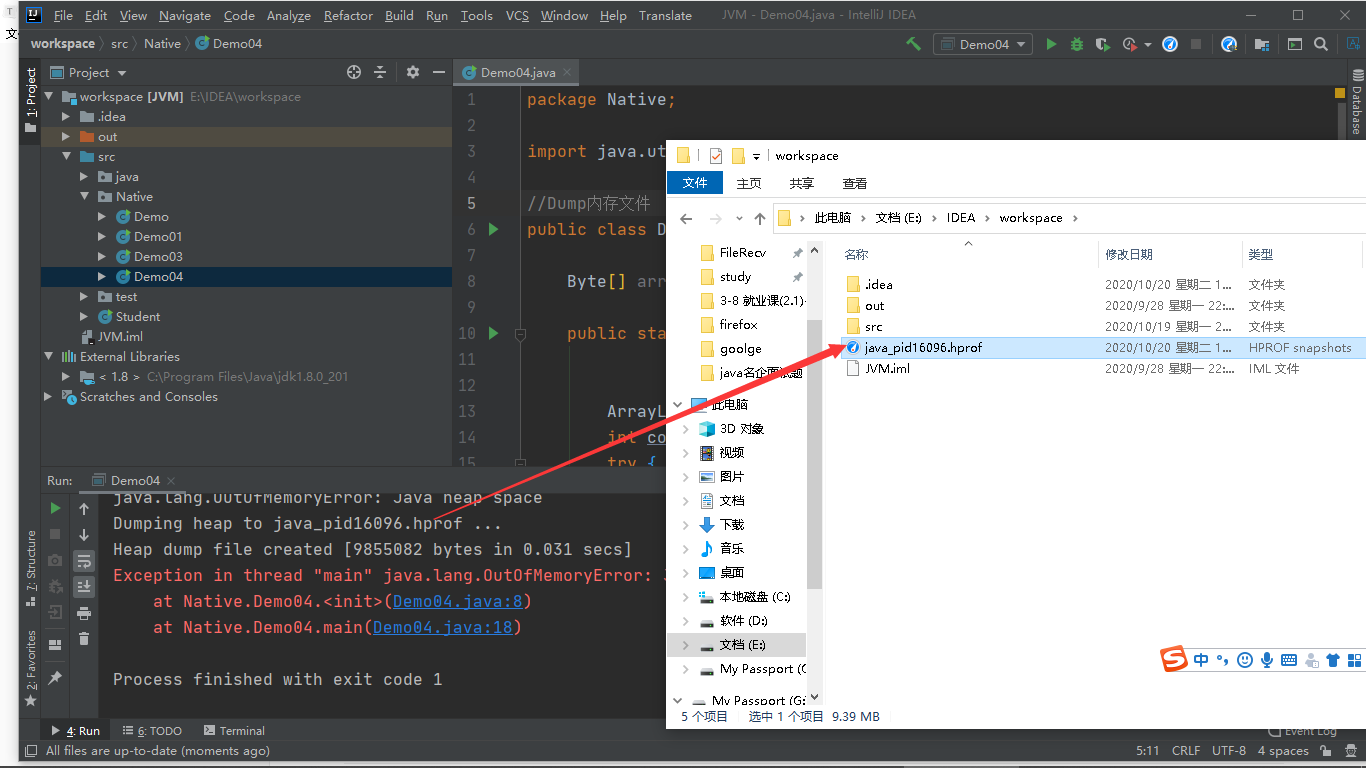 File Edit View Navigate Code Analyze Refactor Build Run Tools VCS Window Help Translate JVM - Demo04.java - IntelliJ IDEA
workspace src Native Demo04
Demo04
Project
Demo04.java
1: Project
Database
workspace [JVM] E:\IDEA\workspace
.idea
out
src
java
Native
Demo
Demo01
Demo03
Demo04
test
Student
JVM.iml
External Libraries
< 1.8 > C:\Program Files\Java\jdk1.8.0_201
Scratches and Consoles
1 package Native;
2
3 import java.ut
4
5 //Dump内存文件
6 public class D
7
8 Byte[] arr
9
10 public sta
11
12
13 ArrayL
14 int co
15 try {
workspace
文件 主页 共享 查看
此电脑 文档 (E:) IDEA workspace
FileRecv
study
3-8 就业课(2.1)-
firefox
goolge
java名企面试题
此电脑
3D 对象
视频
图片
文档
下载
音乐
桌面
本地磁盘 (C:)
软件 (D:)
文档 (E:)
My Passport (G
My Passport (G:
名称 修改日期 类型
.idea 2020/10/20 星期二 1... 文件夹
out 2020/9/28 星期一 22:... 文件夹
src 2020/10/19 星期一 2... 文件夹
java_pid16096.hprof 2020/10/20 星期二 1... HPROF snapshots
JVM.iml 2020/9/28 星期一 22:... IML 文件
5 个项目 选中 1 个项目 9.39 MB
中
Run: Demo04
java.lang.OutOfMemoryError: Java heap space
Dumping heap to java_pid16096.hprof ...
Heap dump file created [9855082 bytes in 0.031 secs]
Exception in thread "main" java.lang.OutOfMemoryError:
at Native.Demo04.<init>(Demo04.java:8)
at Native.Demo04.main(Demo04.java:18)
Process finished with exit code 1
7: Structure
2: Favorites
4: Run 6: TODO Terminal Event Log
All files are up-to-date (moments ago) 5:11 CRLF UTF-8 4 spaces